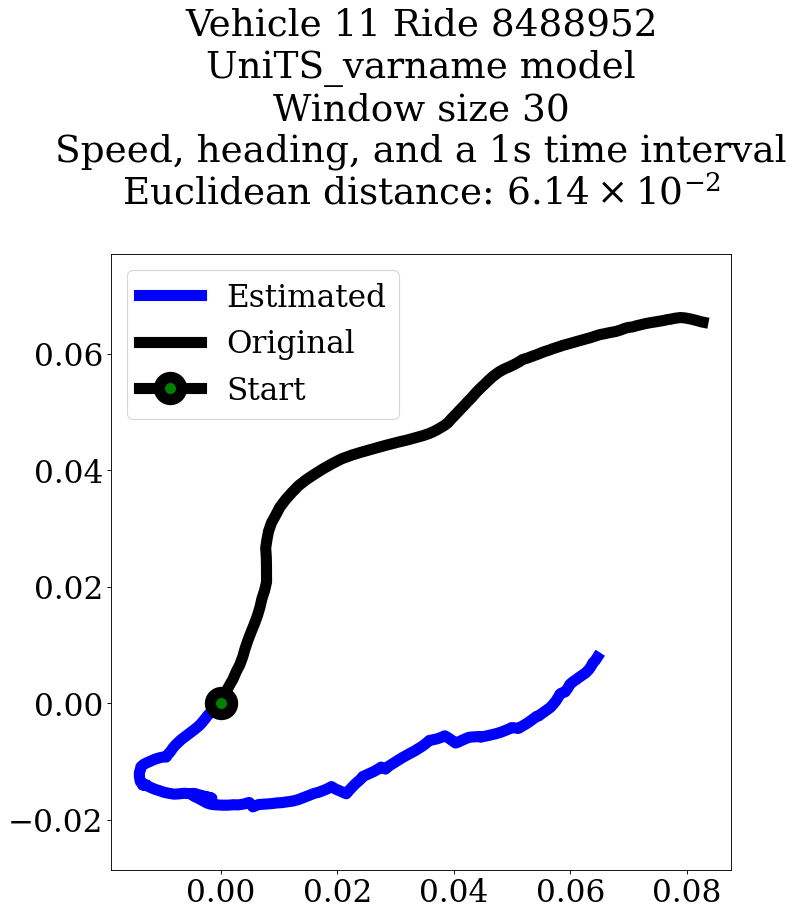 Vehicle 11 Ride 8488952
UniTS_varname model
Window size 30
Speed, heading, and a 1s time interval
Euclidean distance: 6.14 × 10⁻²
Estimated
Original
Start
0.06
0.04
0.02
0.00
−0.02
0.00 0.02 0.04 0.06 0.08